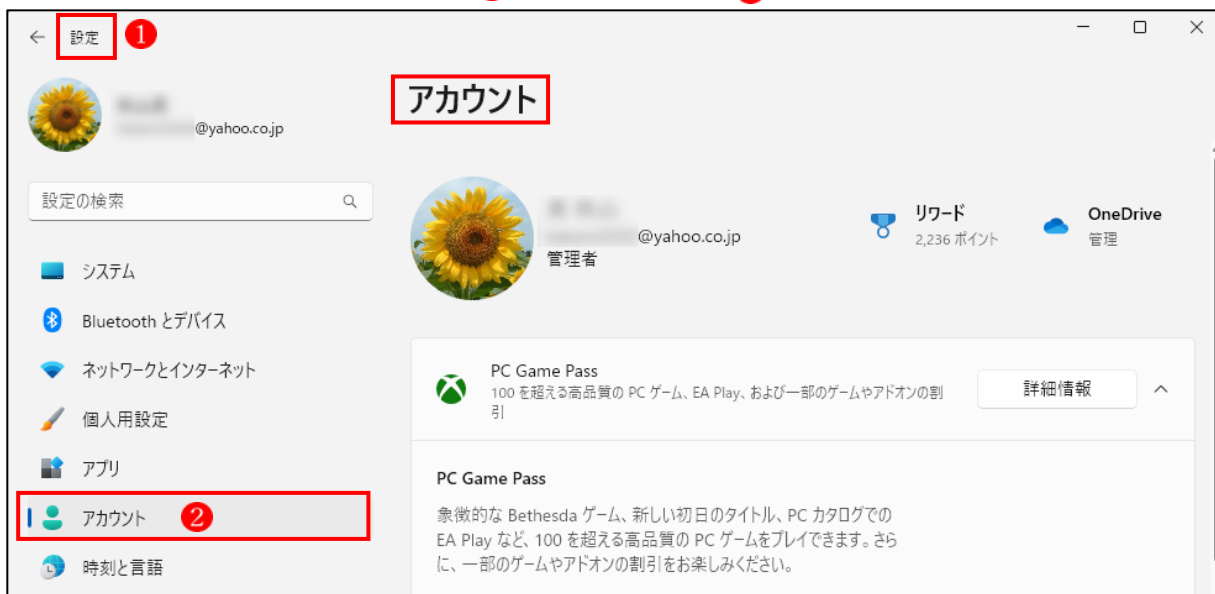 設定 1
@yahoo.co.jp
設定の検索
システム
Bluetooth とデバイス
ネットワークとインターネット
個人用設定
アプリ
アカウント 2
時刻と言語
アカウント
@yahoo.co.jp
管理者
リワード
2,236 ポイント
OneDrive
管理
PC Game Pass
100 を超える高品質の PC ゲーム、EA Play、および一部のゲームやアドオンの割
引
詳細情報
PC Game Pass
象徴的な Bethesda ゲーム、新しい初日のタイトル、PC カタログでの
EA Play など、100 を超える高品質の PC ゲームをプレイできます。さら
に、一部のゲームやアドオンの割引をお楽しみください。